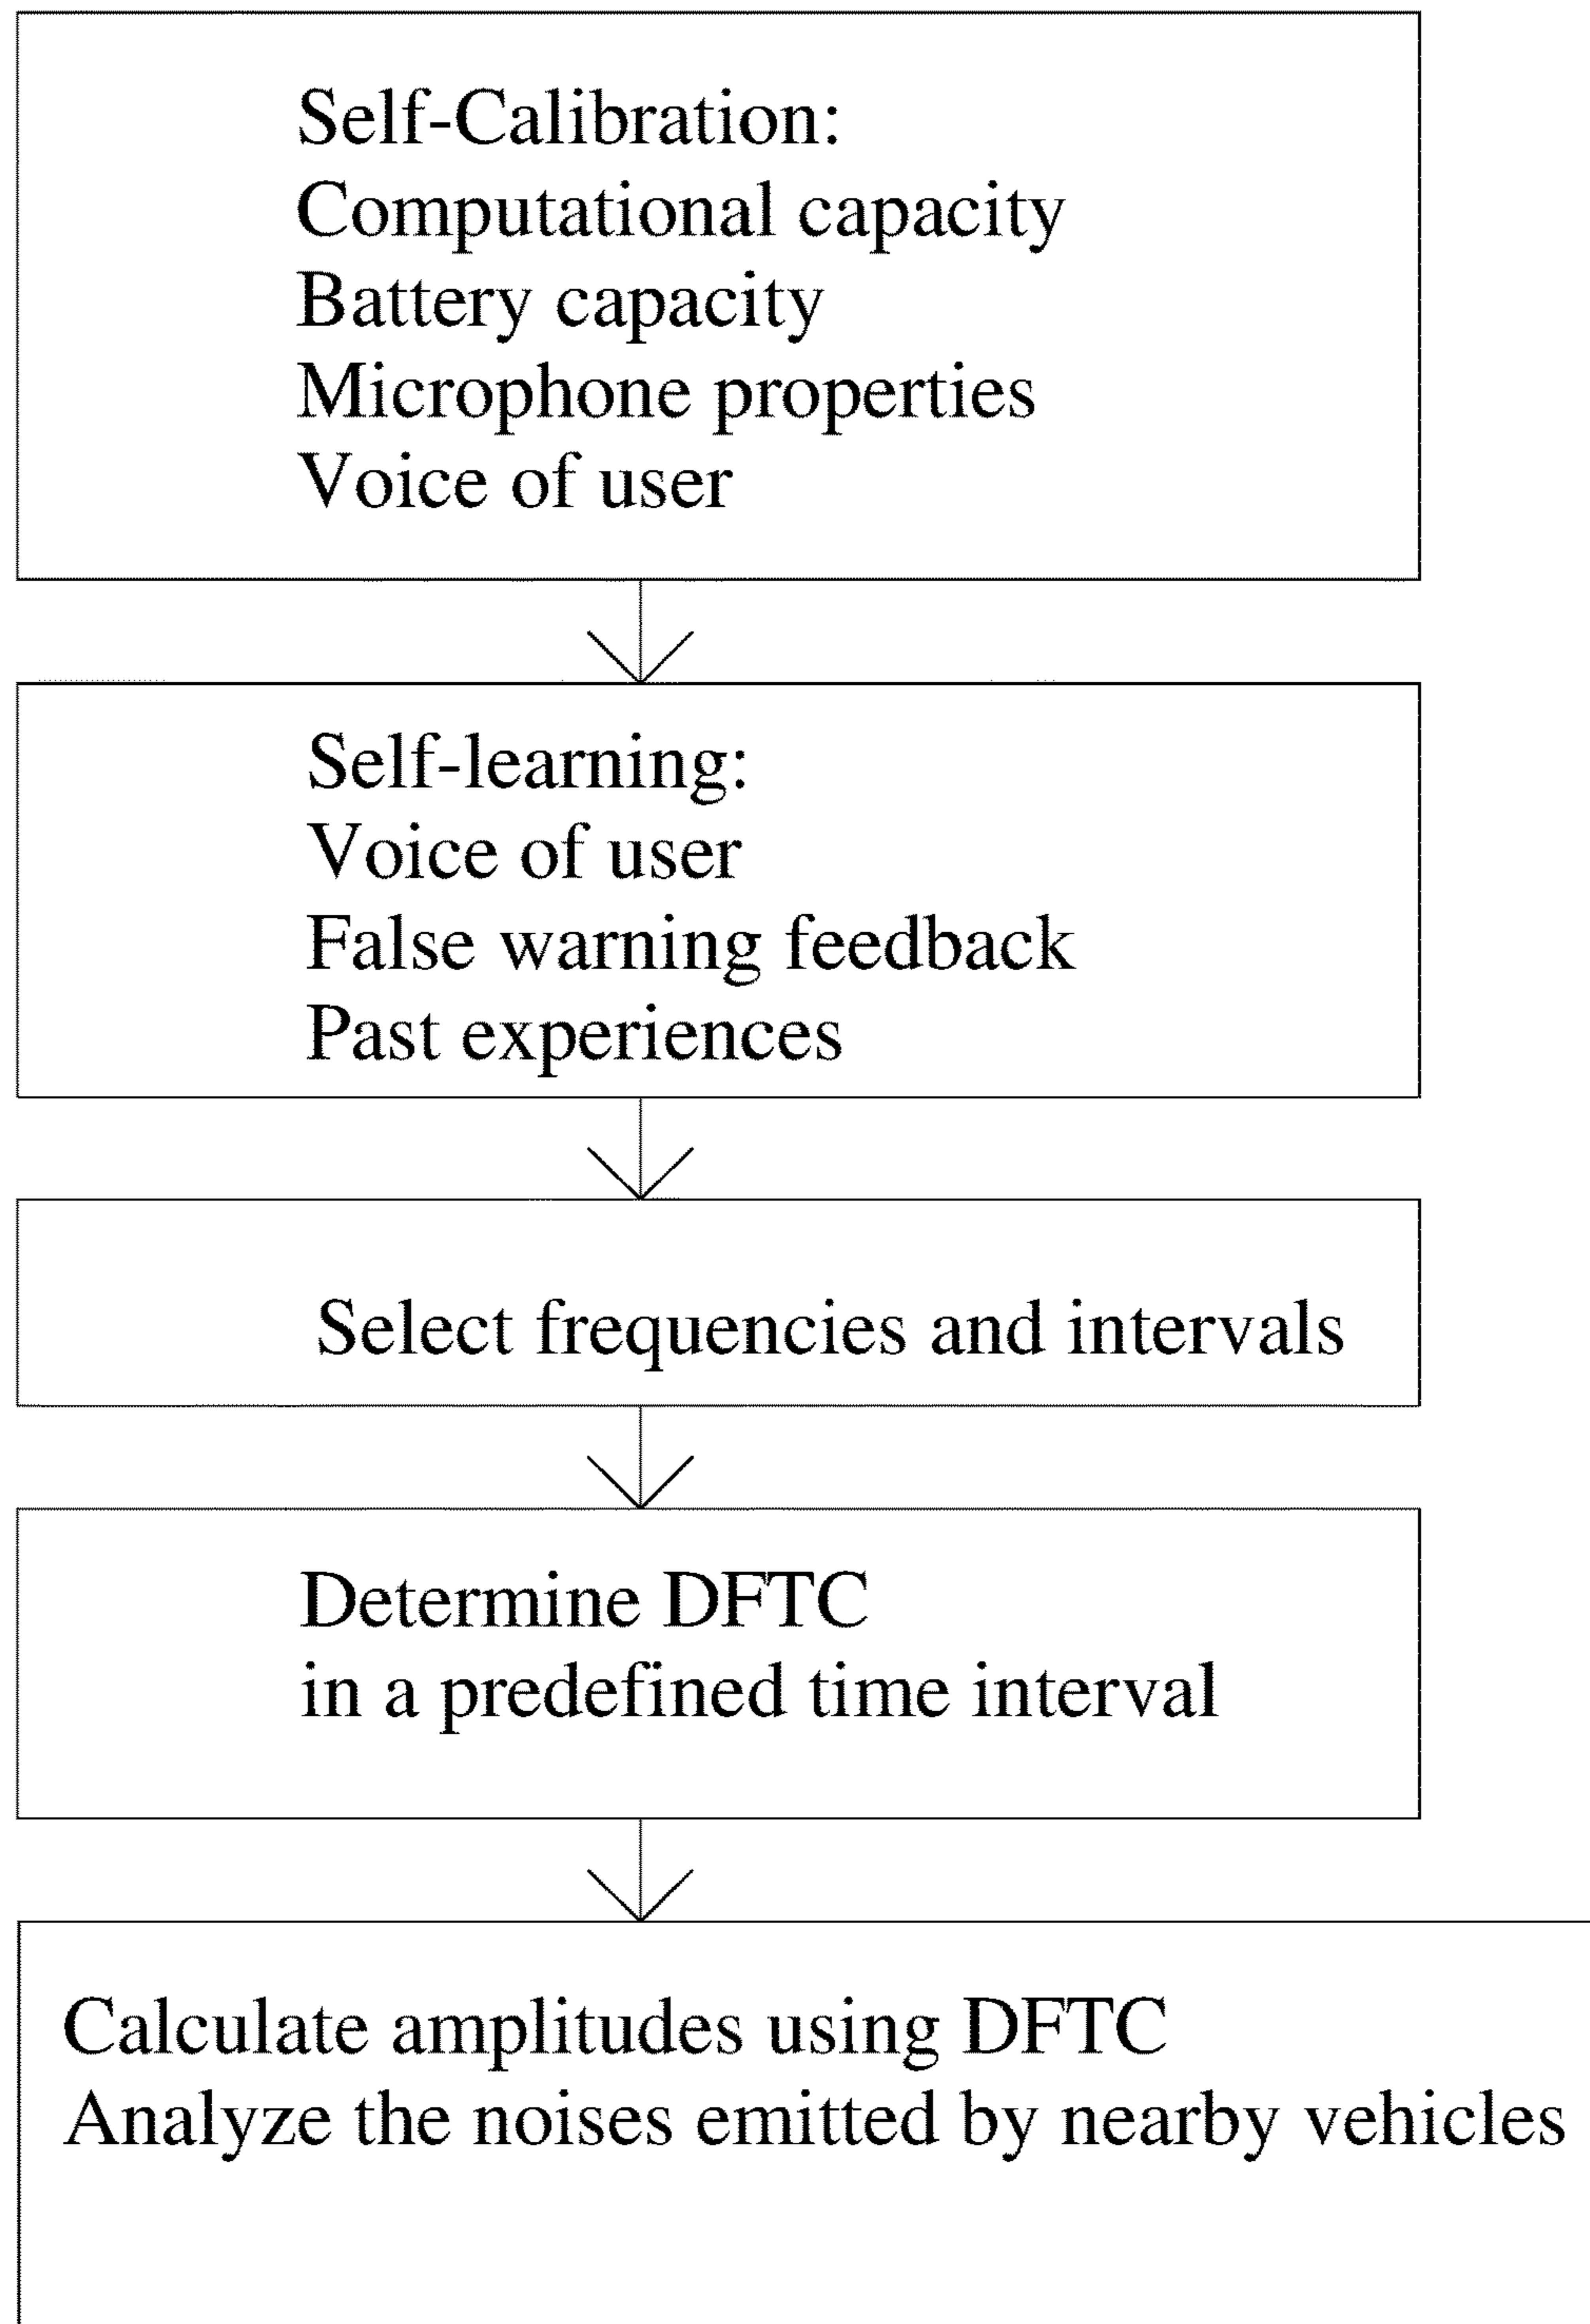 Self-Calibration:
Computational capacity
Battery capacity
Microphone properties
Voice of user
Self-learning:
Voice of user
False warning feedback
Past experiences
Select frequencies and intervals
Determine DFTC
in a predefined time interval
Calculate amplitudes using DFTC
Analyze the noises emitted by nearby vehicles